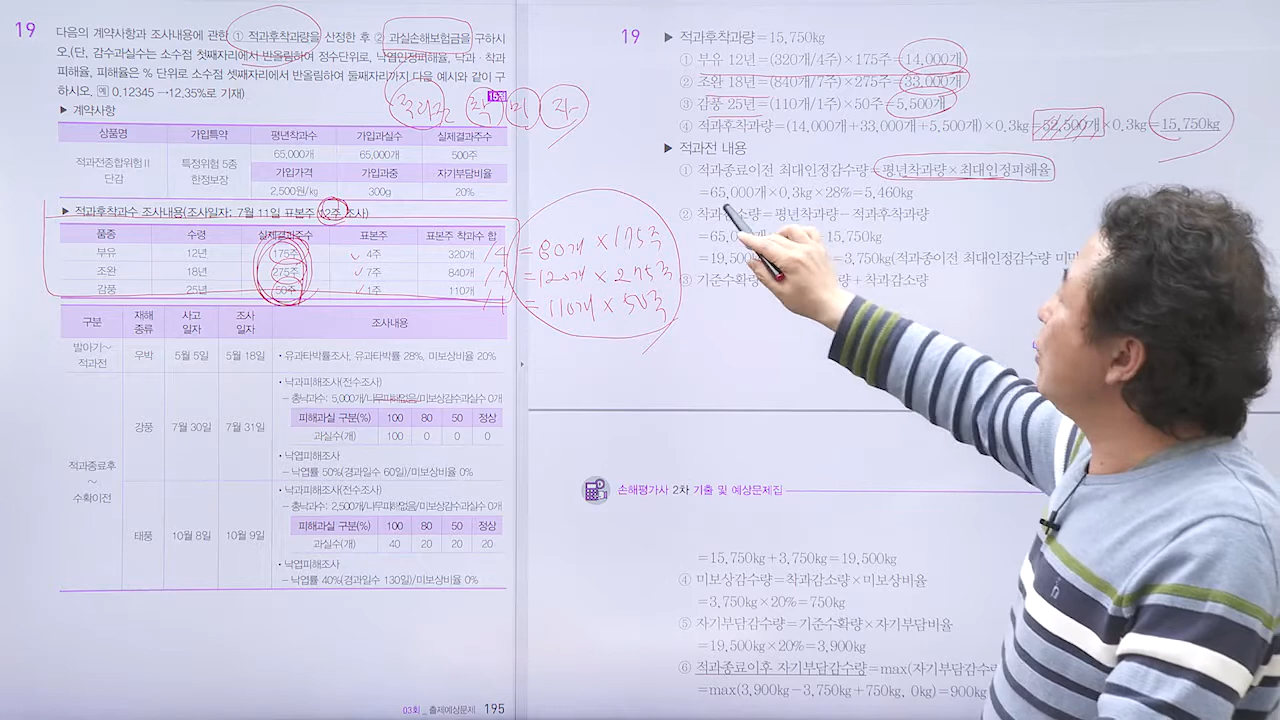 19
다음의 계약사항과 조사내용에 관한 ① 적과후착과량을 산정한 후 ② 과실손해보험금을 구하시
오.(단, 감수과실수는 소수점 첫째자리에서 반올림하여 정수단위로, 낙엽인정피해율, 낙과·착과
피해율, 피해율은 % 단위로 소수점 셋째자리에서 반올림하여 둘째자리까지 다음 예시와 같이 구
하시오. 예 0.12345 →12.35%로 기재)
15점
▶ 계약사항
상품명 가입특약 평년착과수 가입과실수 실제결과주수
적과전종합위험Ⅱ 단감 특정위험 5종 한정보장 65,000개 65,000개 500주
가입가격 가입과중 자기부담비율
2,500원/kg 300g 20%
▶ 적과후착과수 조사내용(조사일자: 7월 11일 표본주 12주 조사)
품종 수령 실제결과주수 표본주 표본주 착과수 합
부유 12년 175주 4주 320개
조완 18년 275주 7주 840개
감풍 25년 50주 1주 110개
/4 = 80개 × 175주
/7 = 120개 × 275주
/1 = 110개 × 50주
구분 재해 종류 사고 일자 조사 일자 조사내용
발아기~ 적과전 우박 5월 5일 5월 18일 • 유과타박률조사, 유과타박률 28%, 미보상비율 20%
적과종료후 ~ 수확이전
강풍 7월 30일 7월 31일
• 낙과피해조사(전수조사)
– 총낙과수: 5,000개/나무피해없음/미보상감수과실수 0개
피해과실 구분(%) 100 80 50 정상
과실수(개) 100 0 0 0
• 낙엽피해조사
– 낙엽률 50%(경과일수 60일)/미보상비율 0%
태풍 10월 8일 10월 9일
• 낙과피해조사(전수조사)
– 총낙과수: 2,500개/나무피해없음/미보상감수과실수 0개
피해과실 구분(%) 100 80 50 정상
과실수(개) 40 20 20 20
• 낙엽피해조사
– 낙엽률 40%(경과일수 130일)/미보상비율 0%
03회_출제예상문제 195
19
▶ 적과후착과량=15,750kg
① 부유 12년=(320개/4주)×175주=14,000개
② 조완 18년=(840개/7주)×275주=33,000개
③ 감풍 25년=(110개/1주)×50주=5,500개
④ 적과후착과량=(14,000개+33,000개+5,500개)×0.3kg=52,500개×0.3kg=15,750kg
▶ 적과전 내용
① 적과종료이전 최대인정감수량=평년착과량×최대인정피해율
=65,000개×0.3kg×28%=5,460kg
② 착과감소량=평년착과량−적과후착과량
=65,0 15,750kg
=19,500 =3,750kg(적과종료이전 최대인정감수량 미
③ 기준수확량 량+착과감소량
손해평가사 2차 기출 및 예상문제집
=15,750kg+3,750kg=19,500kg
④ 미보상감수량=착과감소량×미보상비율
=3,750kg×20%=750kg
⑤ 자기부담감수량=기준수확량×자기부담비율
=19,500kg×20%=3,900kg
⑥ 적과종료이후 자기부담감수량=max(자기부담감수
=max(3,900kg−3,750kg+750kg, 0kg)=900kg